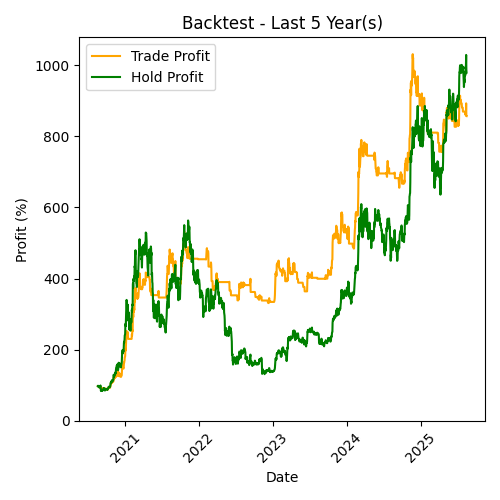 Backtest - Last 5 Year(s)
Trade Profit
Hold Profit
Profit (%)
1000
800
600
400
200
0
2021
2022
2023
2024
2025
Date